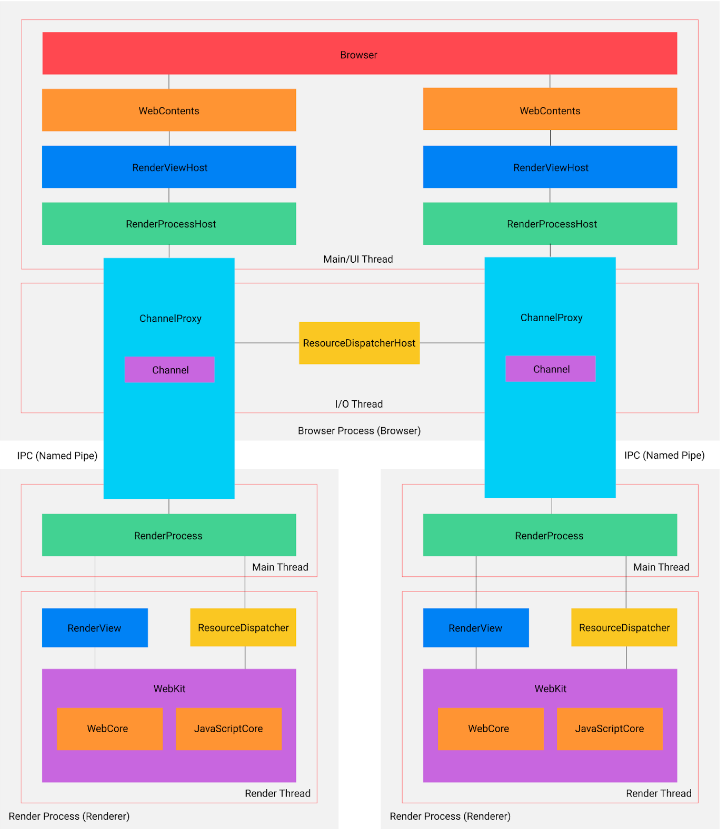 Browser
WebContents
WebContents
RenderViewHost
RenderViewHost
RenderProcessHost
RenderProcessHost
Main/UI Thread
ChannelProxy
ChannelProxy
ResourceDispatcherHost
Channel
Channel
I/O Thread
Browser Process (Browser)
IPC (Named Pipe)
IPC (Named Pipe)
RenderProcess
RenderProcess
Main Thread
Main Thread
RenderView
ResourceDispatcher
RenderView
ResourceDispatcher
WebKit
WebKit
WebCore
JavaScriptCore
WebCore
JavaScriptCore
Render Thread
Render Thread
Render Process (Renderer)
Render Process (Renderer)